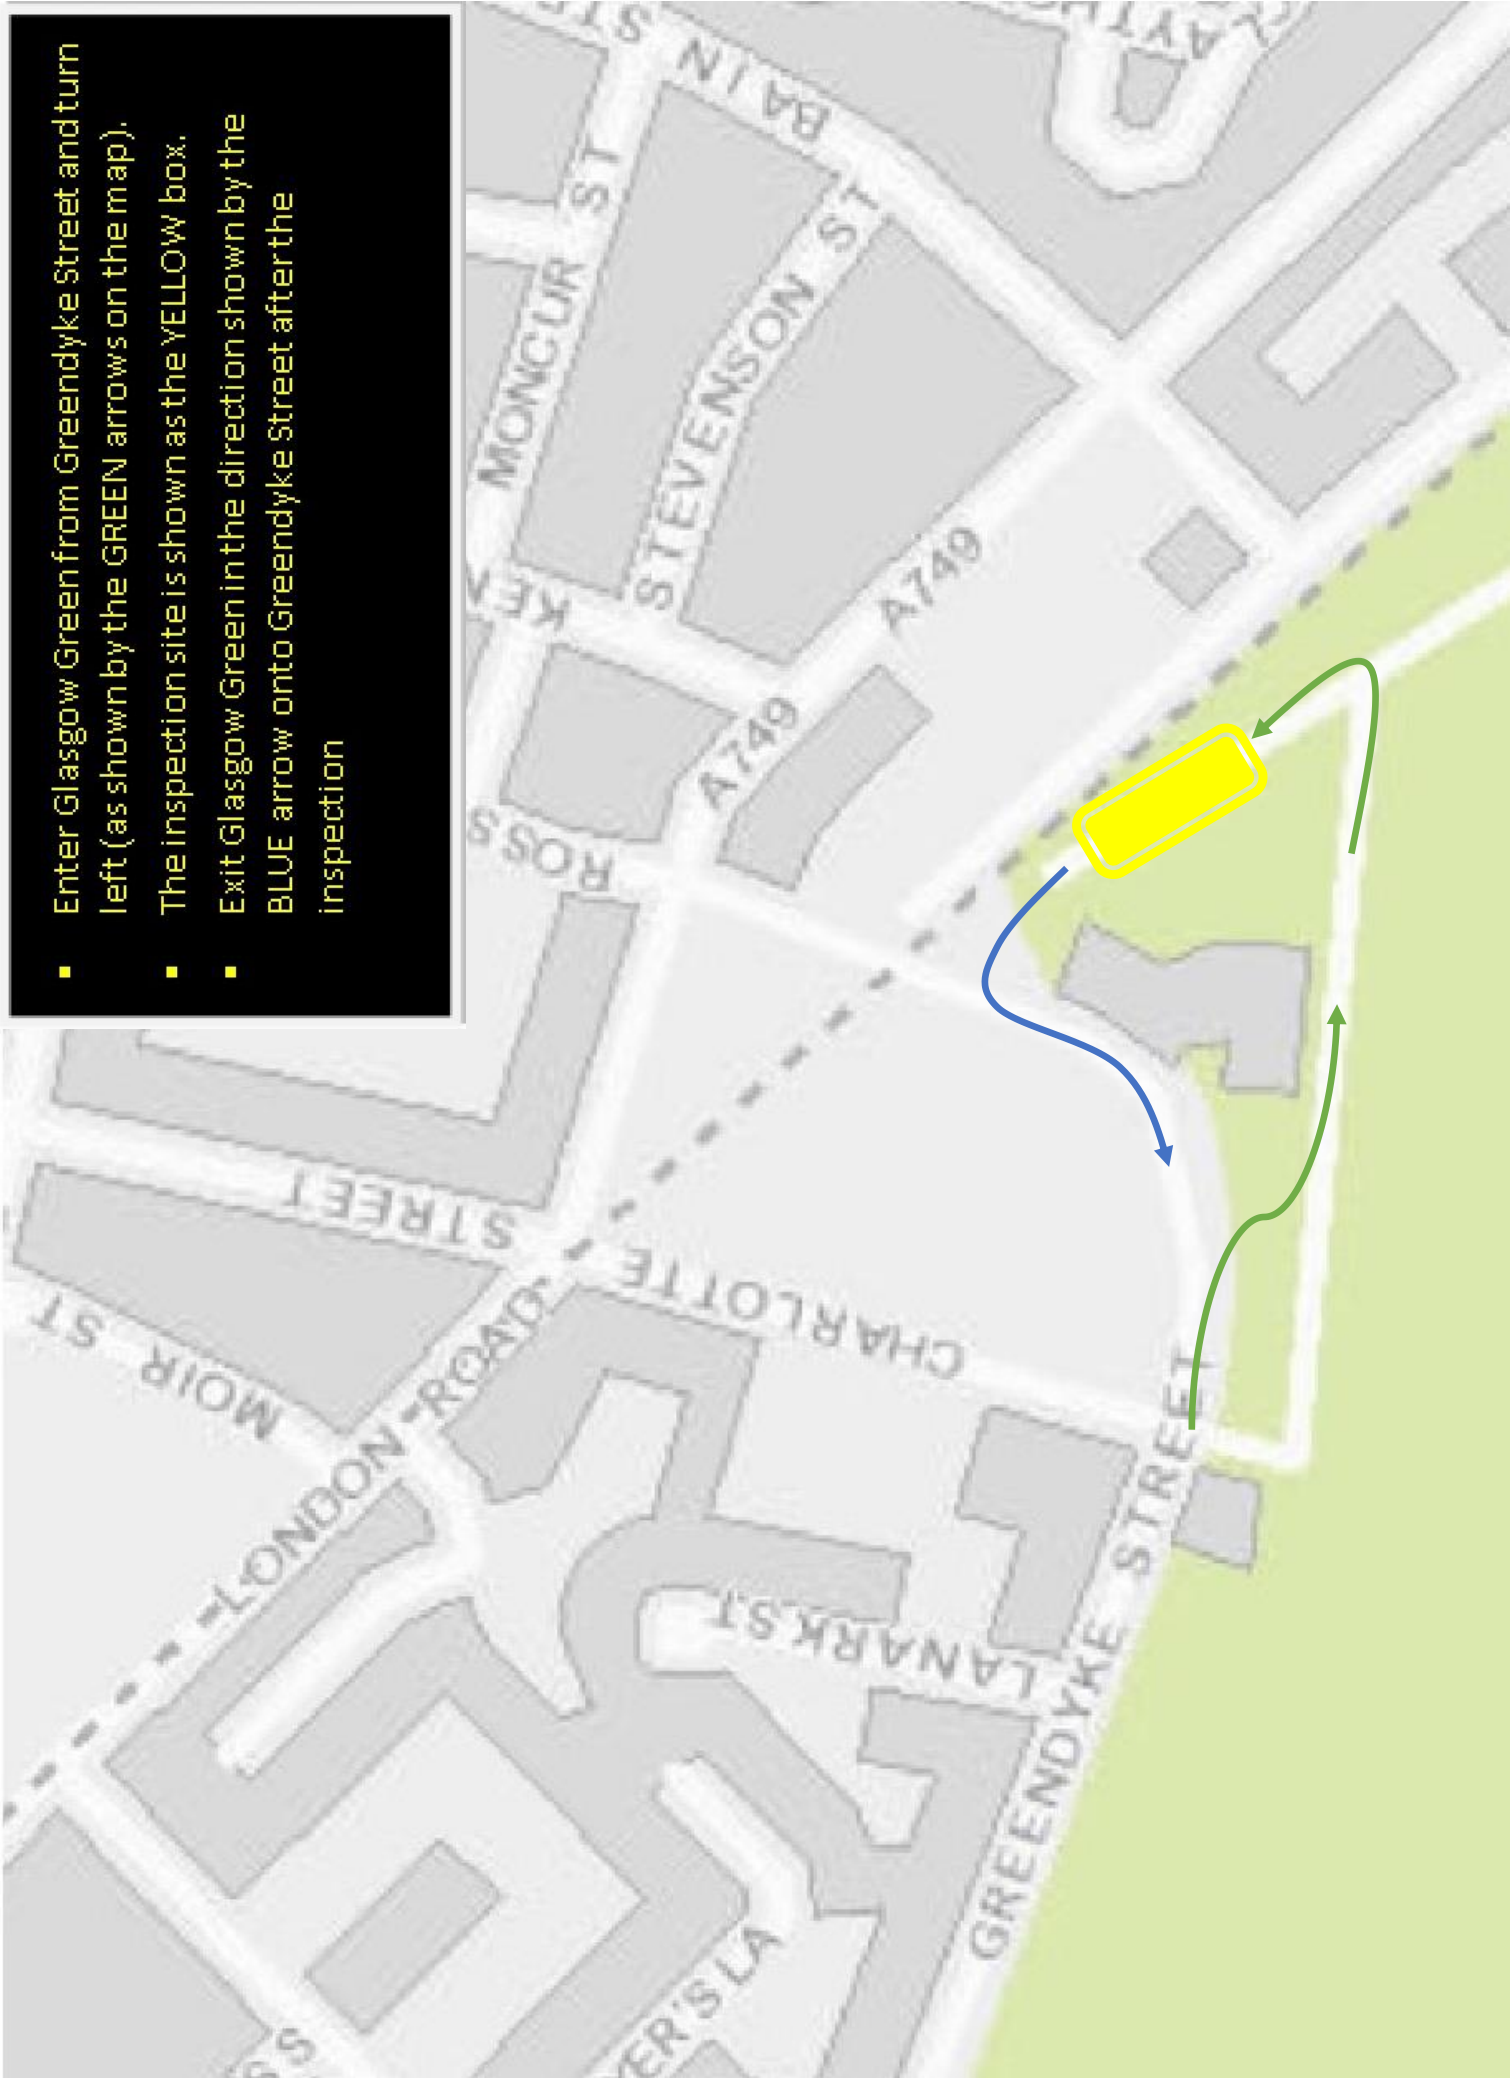 ▪ Enter Glasgow Green from Greendyke Street and turn
left (as shown by the GREEN arrows on the map).
▪ The inspection site is shown as the YELLOW box.
▪ Exit Glasgow Green in the direction shown by the
BLUE arrow onto Greendyke Street after the
inspection
BAIN ST
MONCUR ST
STEVENSON ST
A749
A749
ROSS
CHARLOTTE STREET
MOIR ST
LONDON ROAD
LANARK ST
GREENDYKE STREET